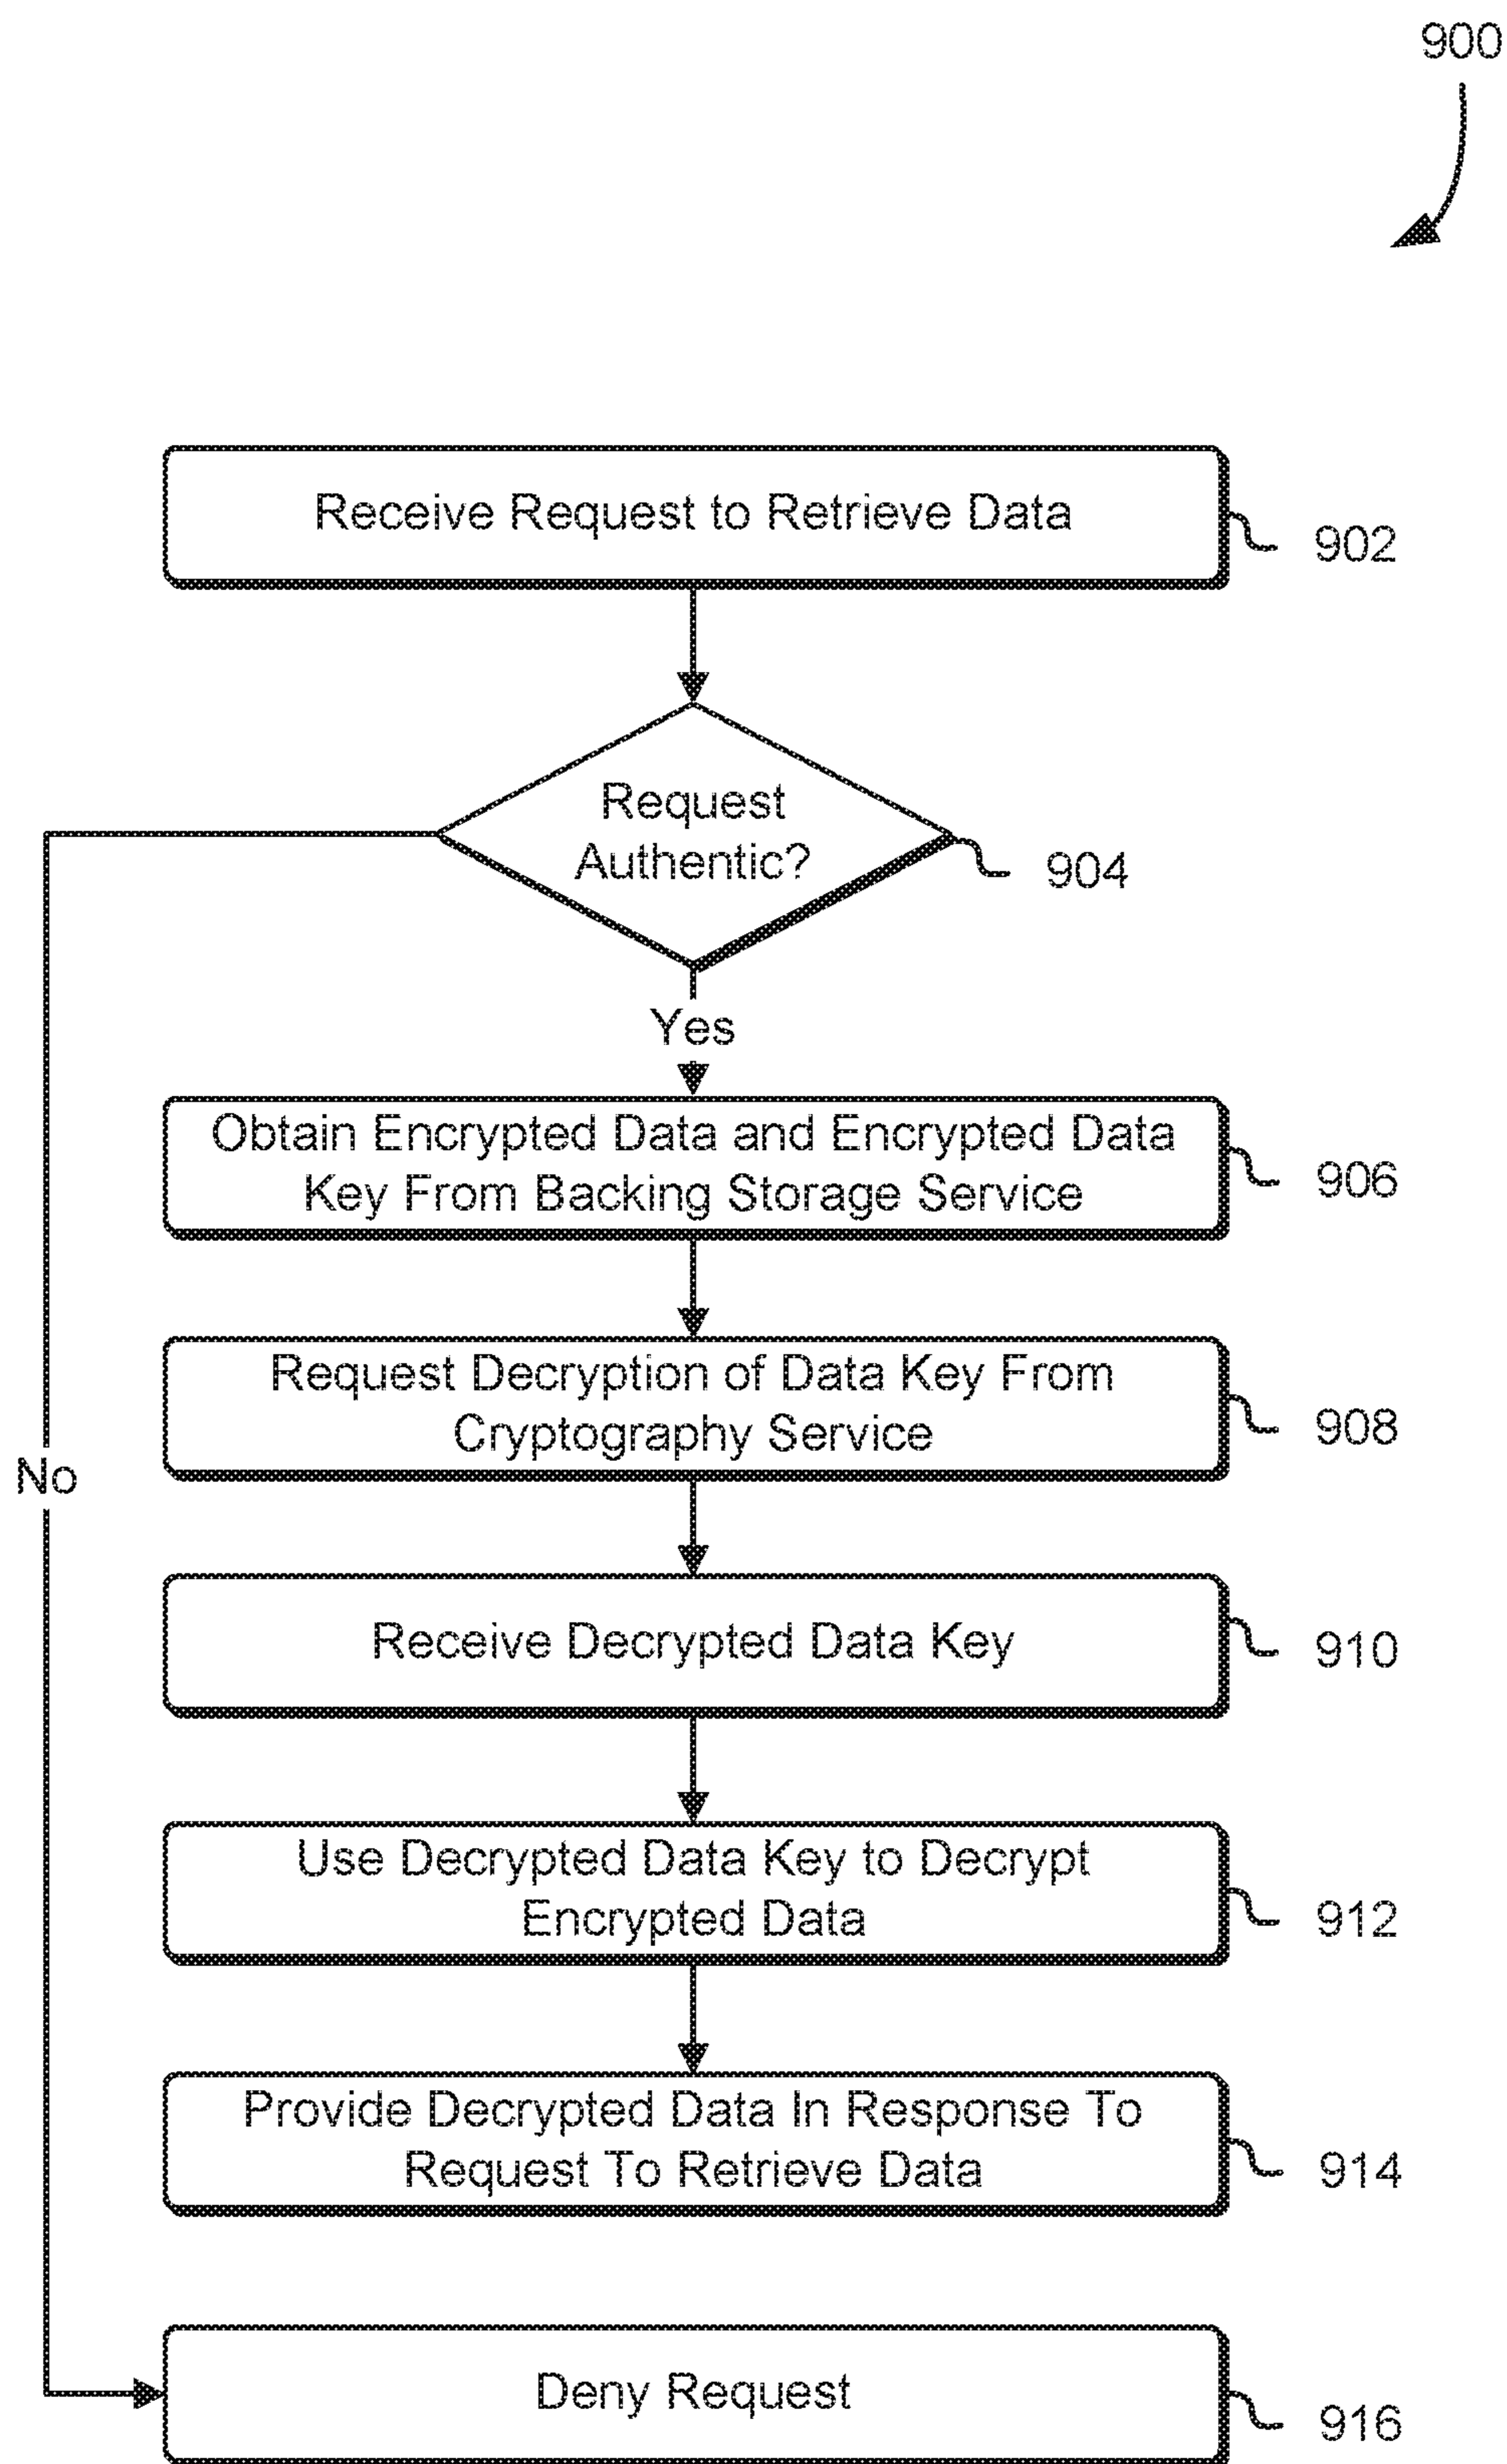 900
Receive Request to Retrieve Data
902
Request
Authentic?
904
Yes
Obtain Encrypted Data and Encrypted Data
Key From Backing Storage Service
906
Request Decryption of Data Key From
Cryptography Service
908
No
Receive Decrypted Data Key
910
Use Decrypted Data Key to Decrypt
Encrypted Data
912
Provide Decrypted Data In Response To
Request To Retrieve Data
914
Deny Request
916